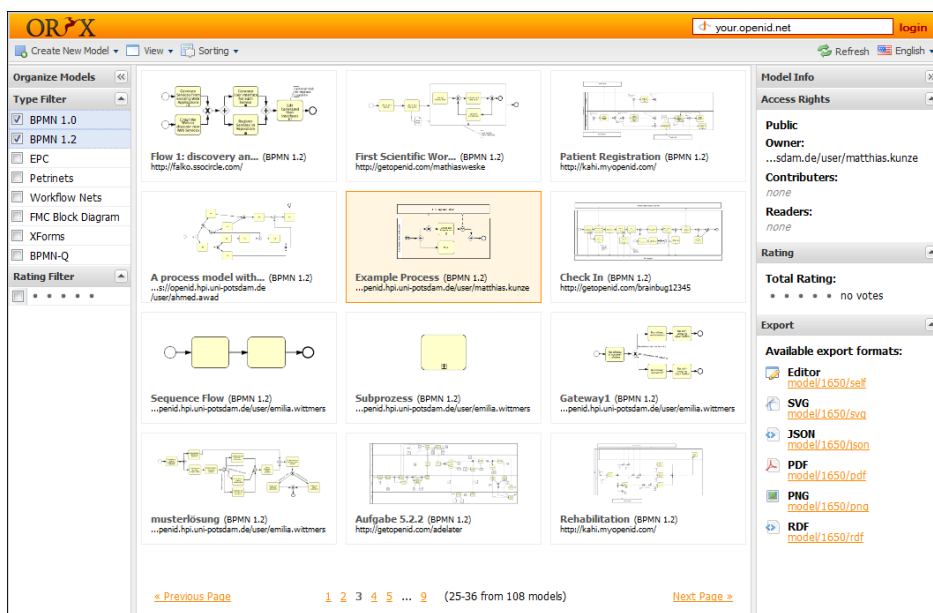 ORYX
your.openid.net
login
Create New Model
View
Sorting
Refresh
English
Organize Models
Type Filter
BPMN 1.0
BPMN 1.2
EPC
Petrinets
Workflow Nets
FMC Block Diagram
XForms
BPMN-Q
Rating Filter
Flow 1: discovery an... (BPMN 1.2)
http://falko.ssocircle.com/
First Scientific Wor... (BPMN 1.2)
http://getopenid.com/mathiasweske
Patient Registration (BPMN 1.2)
http://kahi.myopenid.com/
A process model with... (BPMN 1.2)
...s://openid.hpi.uni-potsdam.de
/user/ahmed.awad
Example Process (BPMN 1.2)
...penid.hpi.uni-potsdam.de/user/matthias.kunze
Check In (BPMN 1.2)
http://getopenid.com/brainbug12345
Sequence Flow (BPMN 1.2)
...penid.hpi.uni-potsdam.de/user/emilia.wittmers
Subprozess (BPMN 1.2)
...penid.hpi.uni-potsdam.de/user/emilia.wittmers
Gateway1 (BPMN 1.2)
...penid.hpi.uni-potsdam.de/user/emilia.wittmers
musterlösung (BPMN 1.2)
...penid.hpi.uni-potsdam.de/user/emilia.wittmers
Aufgabe 5.2.2 (BPMN 1.2)
http://getopenid.com/adelater
Rehabilitation (BPMN 1.2)
http://kahi.myopenid.com/
« Previous Page
1 2 3 4 5 ... 9 (25-36 from 108 models)
Next Page »
Model Info
Access Rights
Public
Owner:
...sdam.de/user/matthias.kunze
Contributors:
none
Readers:
none
Rating
Total Rating:
no votes
Export
Available export formats:
Editor
model/1650/self
SVG
model/1650/svg
JSON
model/1650/json
PDF
model/1650/pdf
PNG
model/1650/png
RDF
model/1650/rdf